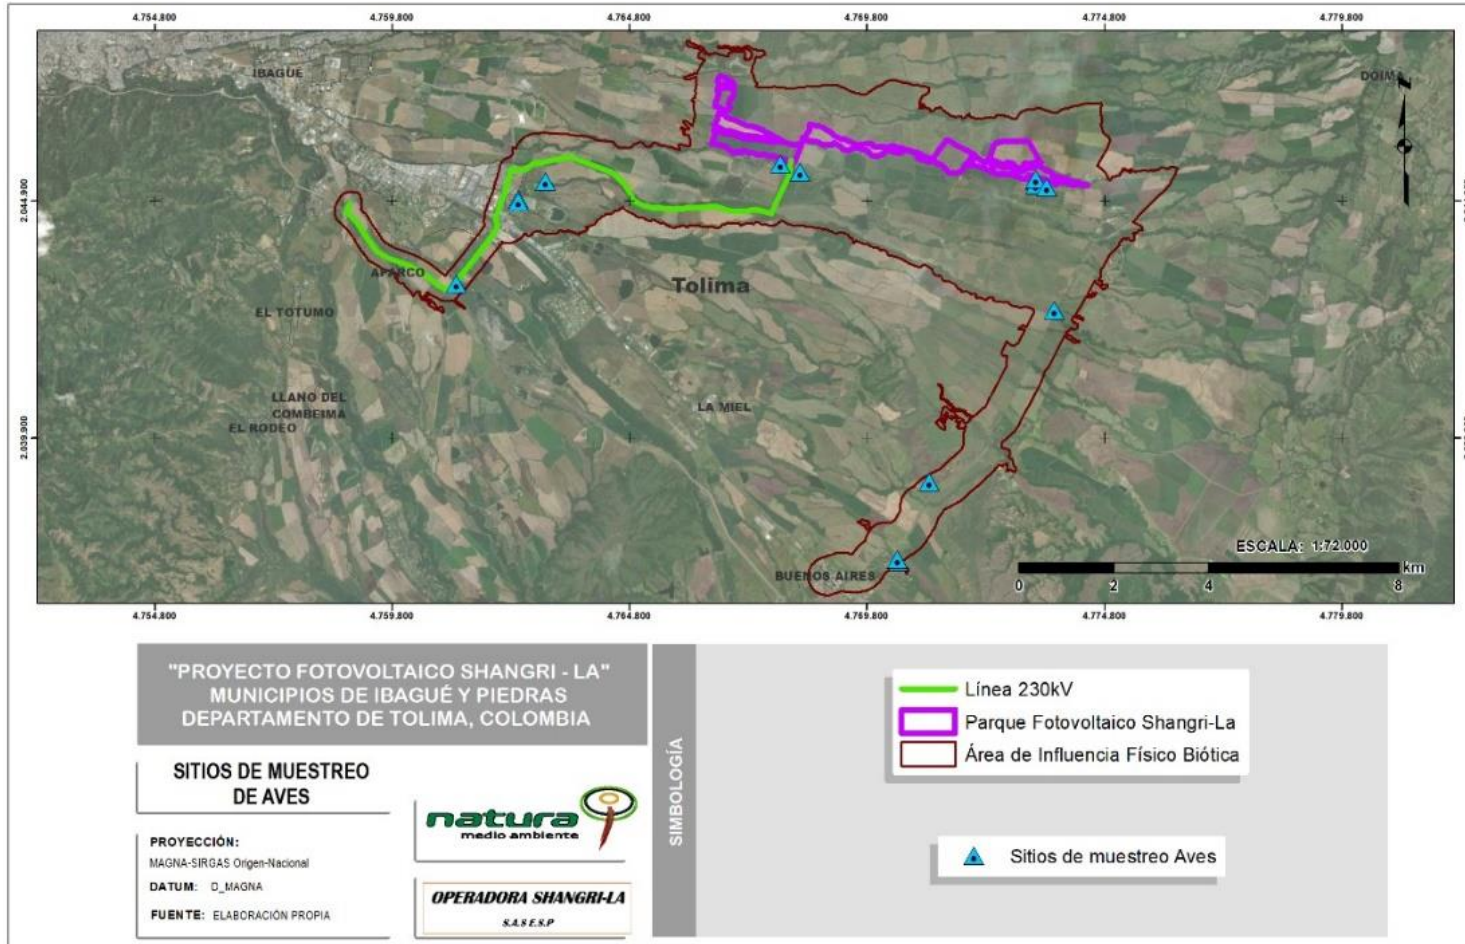 4.754.800 4.759.800 4.764.800 4.769.800 4.774.800 4.779.800
IBAGUÉ
DOIMA
2.044.900
APARCO
Tolima
EL TOTUMO
LLANO DEL
COMBEIMA
EL RODEO
LA MIEL
2.039.900
BUENOS AIRES
ESCALA: 1:72.000
0 2 4 8 km
4.754.800 4.759.800 4.764.800 4.769.800 4.774.800 4.779.800
"PROYECTO FOTOVOLTAICO SHANGRI - LA"
MUNICIPIOS DE IBAGUÉ Y PIEDRAS
DEPARTAMENTO DE TOLIMA, COLOMBIA
SITIOS DE MUESTREO
DE AVES
PROYECCIÓN:
MAGNA-SIRGAS Origen-Nacional
DATUM: D_MAGNA
FUENTE: ELABORACIÓN PROPIA
natura
medio ambiente
OPERADORA SHANGRI-LA
S.A.S E.S.P
SIMBOLOGÍA
Línea 230kV
Parque Fotovoltaico Shangri-La
Área de Influencia Físico Biótica
Sitios de muestreo Aves